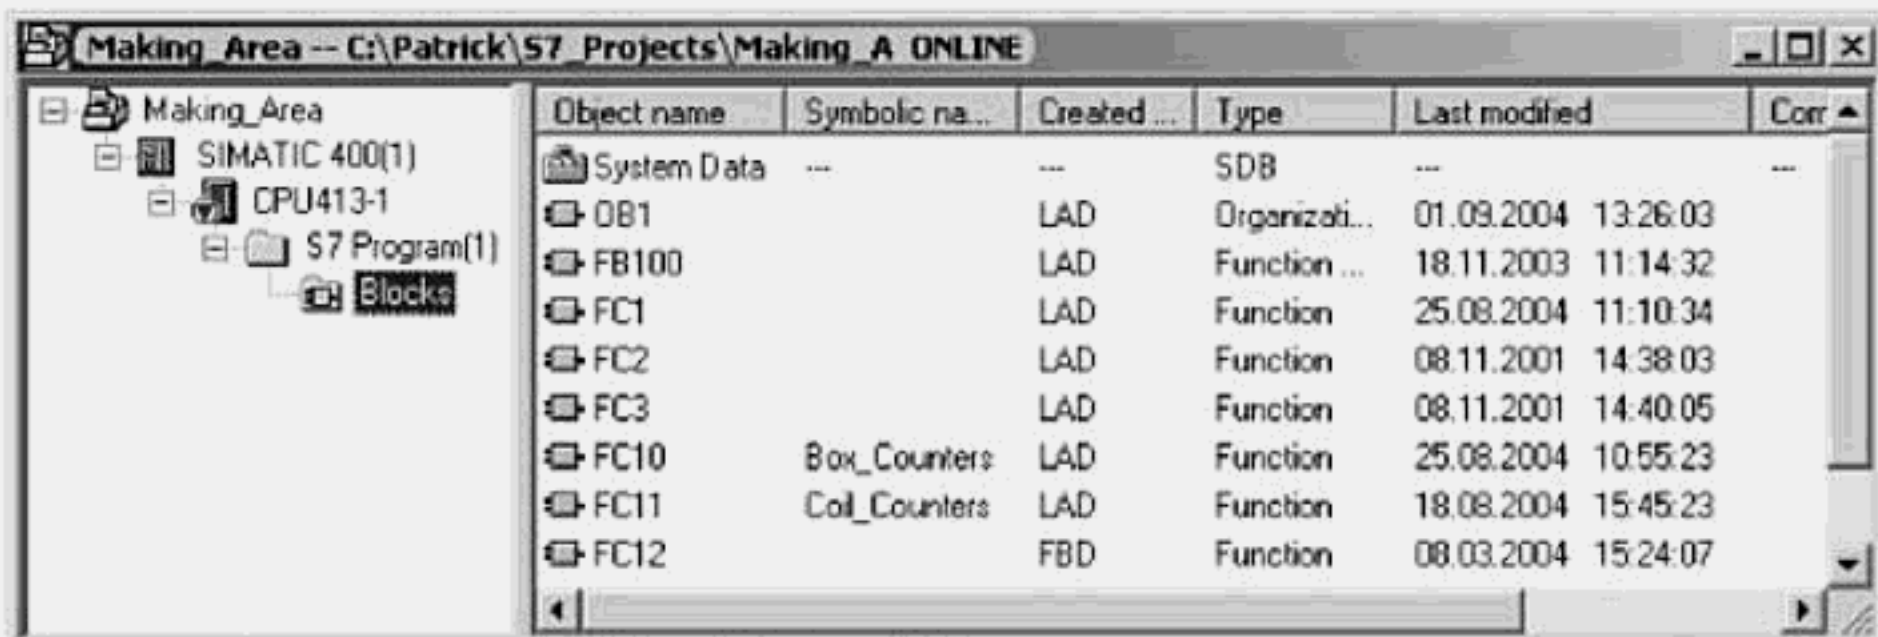 Making_Area -- C:\Patrick\S7_Projects\Making_A ONLINE
Making_Area
SIMATIC 400(1)
CPU413-1
S7 Program(1)
Blocks
Object name Symbolic na... Created ... Type Last modified Com
System Data --- --- SDB --- ---
OB1 LAD Organizati... 01.09.2004 13:26:03
FB100 LAD Function ... 18.11.2003 11:14:32
FC1 LAD Function 25.08.2004 11:10:34
FC2 LAD Function 08.11.2001 14:38:03
FC3 LAD Function 08.11.2001 14:40:05
FC10 Box_Counters LAD Function 25.08.2004 10:55:23
FC11 Coil_Counters LAD Function 18.08.2004 15:45:23
FC12 FBD Function 08.03.2004 15:24:07